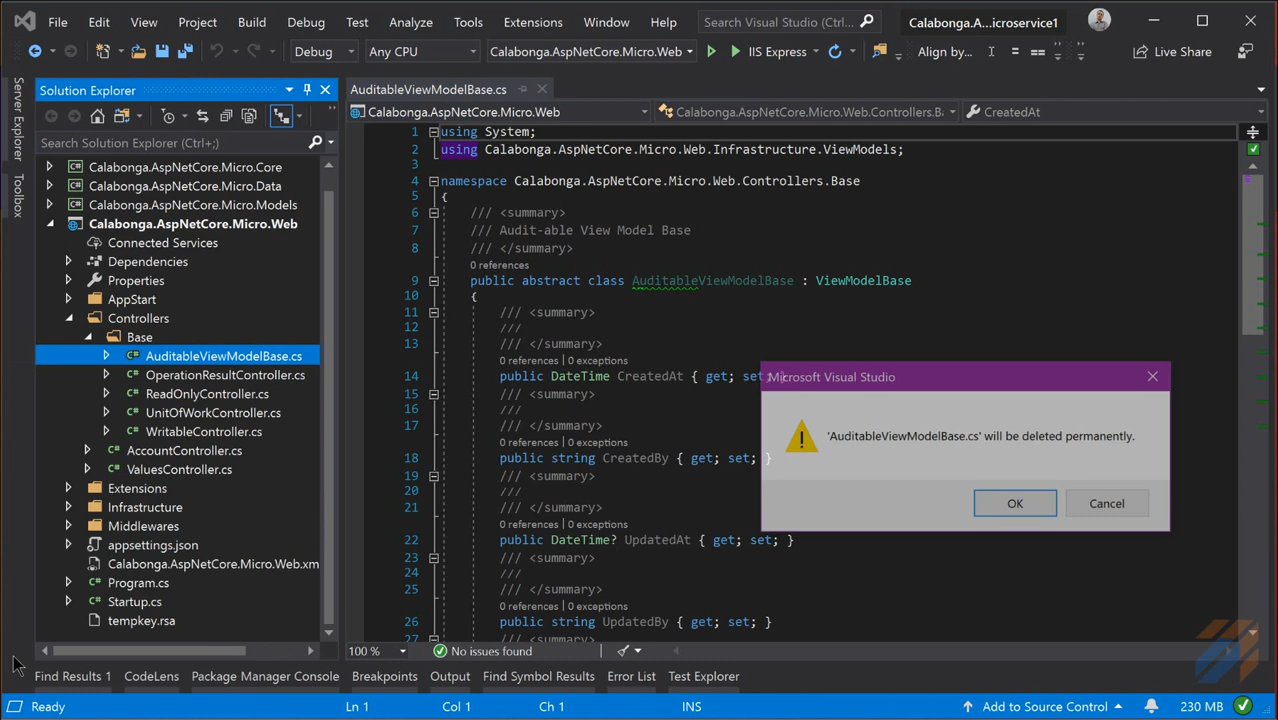 File Edit View Project Build Debug Test Analyze Tools Extensions Window Help Search Visual Studio Calabonga.A...icroservice1
Debug Any CPU Calabonga.AspNetCore.Micro.Web IIS Express Align by... Live Share
Server Explorer
Toolbox
Solution Explorer
Search Solution Explorer (Ctrl+;)
Calabonga.AspNetCore.Micro.Core
Calabonga.AspNetCore.Micro.Data
Calabonga.AspNetCore.Micro.Models
Calabonga.AspNetCore.Micro.Web
Connected Services
Dependencies
Properties
AppStart
Controllers
Base
AuditableViewModelBase.cs
OperationResultController.cs
ReadOnlyController.cs
UnitOfWorkController.cs
WritableController.cs
AccountController.cs
ValuesController.cs
Extensions
Infrastructure
Middlewares
appsettings.json
Calabonga.AspNetCore.Micro.Web.xm
Program.cs
Startup.cs
tempkey.rsa
AuditableViewModelBase.cs
Calabonga.AspNetCore.Micro.Web Calabonga.AspNetCore.Micro.Web.Controllers.Ba CreatedAt
1 using System;
2 using Calabonga.AspNetCore.Micro.Web.Infrastructure.ViewModels;
3
4 namespace Calabonga.AspNetCore.Micro.Web.Controllers.Base
5 {
6 /// <summary>
7 /// Audit-able View Model Base
8 /// </summary>
0 references
9 public abstract class AuditableViewModelBase : ViewModelBase
10 {
11 /// <summary>
12 ///
13 /// </summary>
0 references | 0 exceptions
14 public DateTime CreatedAt { get; set;
15 /// <summary>
16 ///
17 /// </summary>
0 references | 0 exceptions
18 public string CreatedBy { get; set; }
19 /// <summary>
20 ///
21 /// </summary>
0 references | 0 exceptions
22 public DateTime? UpdatedAt { get; set; }
23 /// <summary>
24 ///
25 /// </summary>
0 references | 0 exceptions
26 public string UpdatedBy { get; set; }
27 /// <summary>
Microsoft Visual Studio
'AuditableViewModelBase.cs' will be deleted permanently.
OK Cancel
100 % No issues found
Find Results 1 CodeLens Package Manager Console Breakpoints Output Find Symbol Results Error List Test Explorer
Ready Ln 1 Col 1 Ch 1 INS Add to Source Control 230 MB